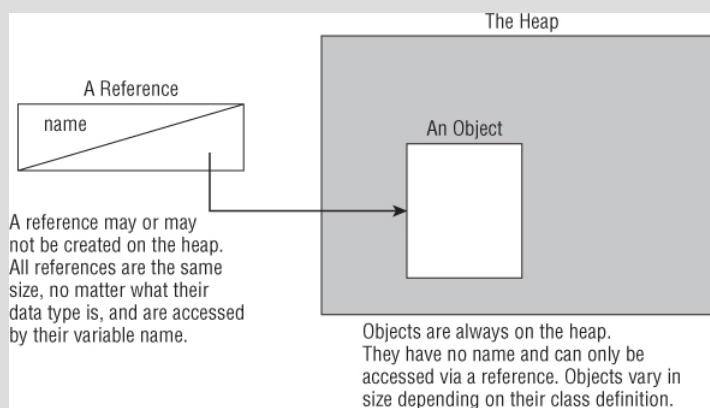 The Heap
A Reference
name
An Object
A reference may or may
not be created on the heap.
All references are the same
size, no matter what their
data type is, and are accessed
by their variable name.
Objects are always on the heap.
They have no name and can only be
accessed via a reference. Objects vary in
size depending on their class definition.